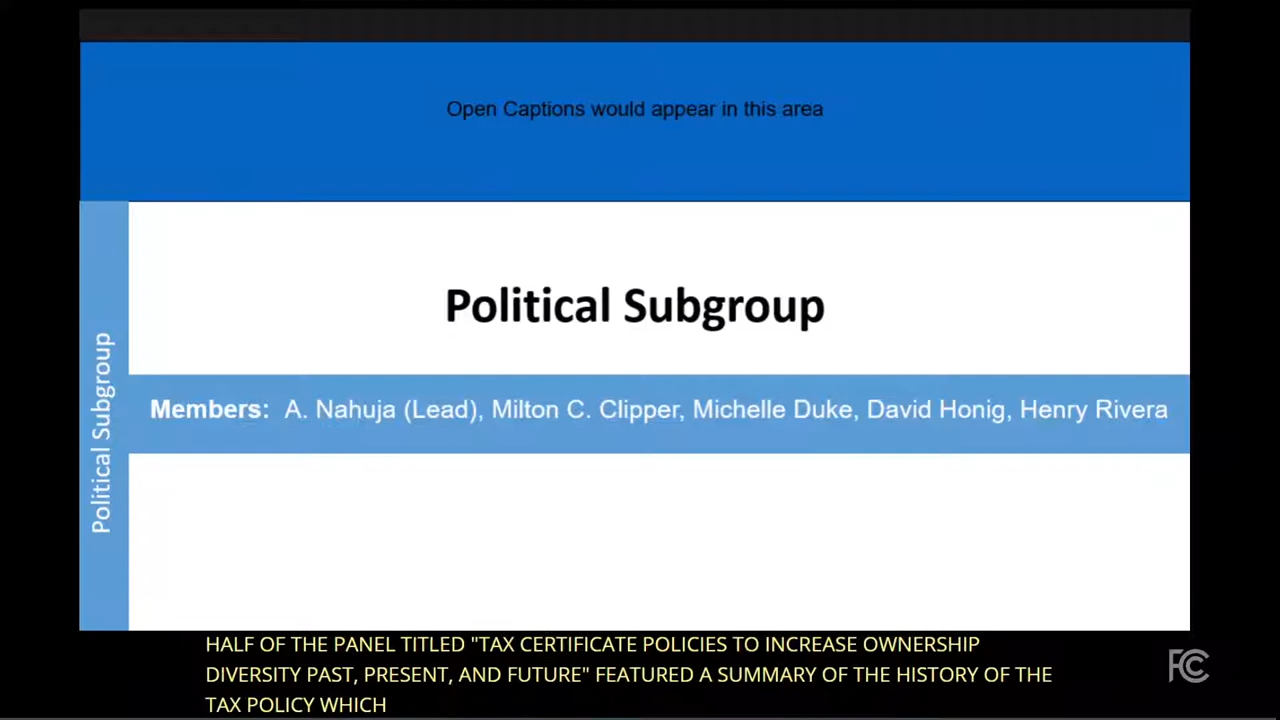 Open Captions would appear in this area
Political Subgroup
Political Subgroup
Members: A. Nahuja (Lead), Milton C. Clipper, Michelle Duke, David Honig, Henry Rivera
HALF OF THE PANEL TITLED "TAX CERTIFICATE POLICIES TO INCREASE OWNERSHIP
DIVERSITY PAST, PRESENT, AND FUTURE" FEATURED A SUMMARY OF THE HISTORY OF THE
TAX POLICY WHICH
FCC